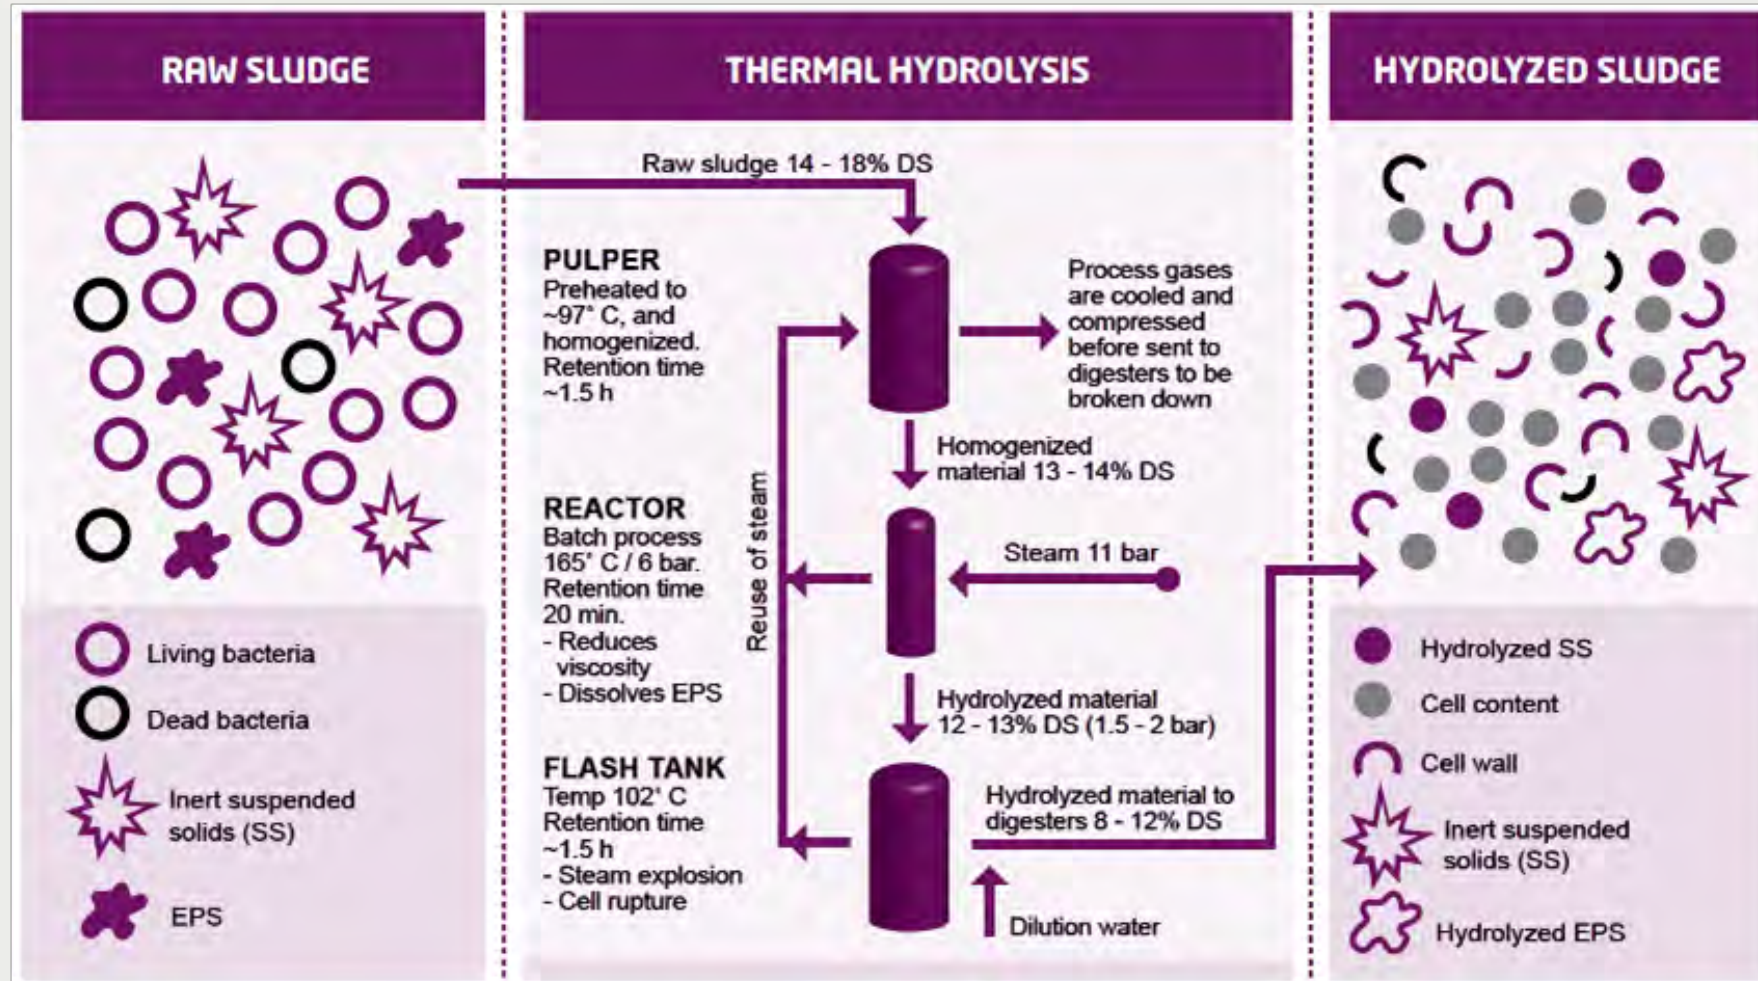 RAW SLUDGE
Living bacteria
Dead bacteria
Inert suspended
solids (SS)
EPS
THERMAL HYDROLYSIS
Raw sludge 14 - 18% DS
PULPER
Preheated to
~97° C, and
homogenized.
Retention time
~1.5 h
Process gases
are cooled and
compressed
before sent to
digesters to be
broken down
Homogenized
material 13 - 14% DS
REACTOR
Batch process
165° C / 6 bar.
Retention time
20 min.
- Reduces
viscosity
- Dissolves EPS
Reuse of steam
Steam 11 bar
Hydrolyzed material
12 - 13% DS (1.5 - 2 bar)
FLASH TANK
Temp 102° C
Retention time
~1.5 h
- Steam explosion
- Cell rupture
Hydrolyzed material to
digesters 8 - 12% DS
Dilution water
HYDROLYZED SLUDGE
Hydrolyzed SS
Cell content
Cell wall
Inert suspended
solids (SS)
Hydrolyzed EPS